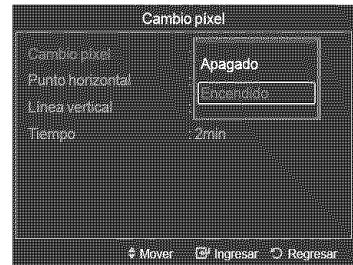 Cambio píxel
Cambio píxel
Apagado
Punto horizontal
Encendido
Línea vertical
Tiempo : 2min
Mover Ingresar Regresar